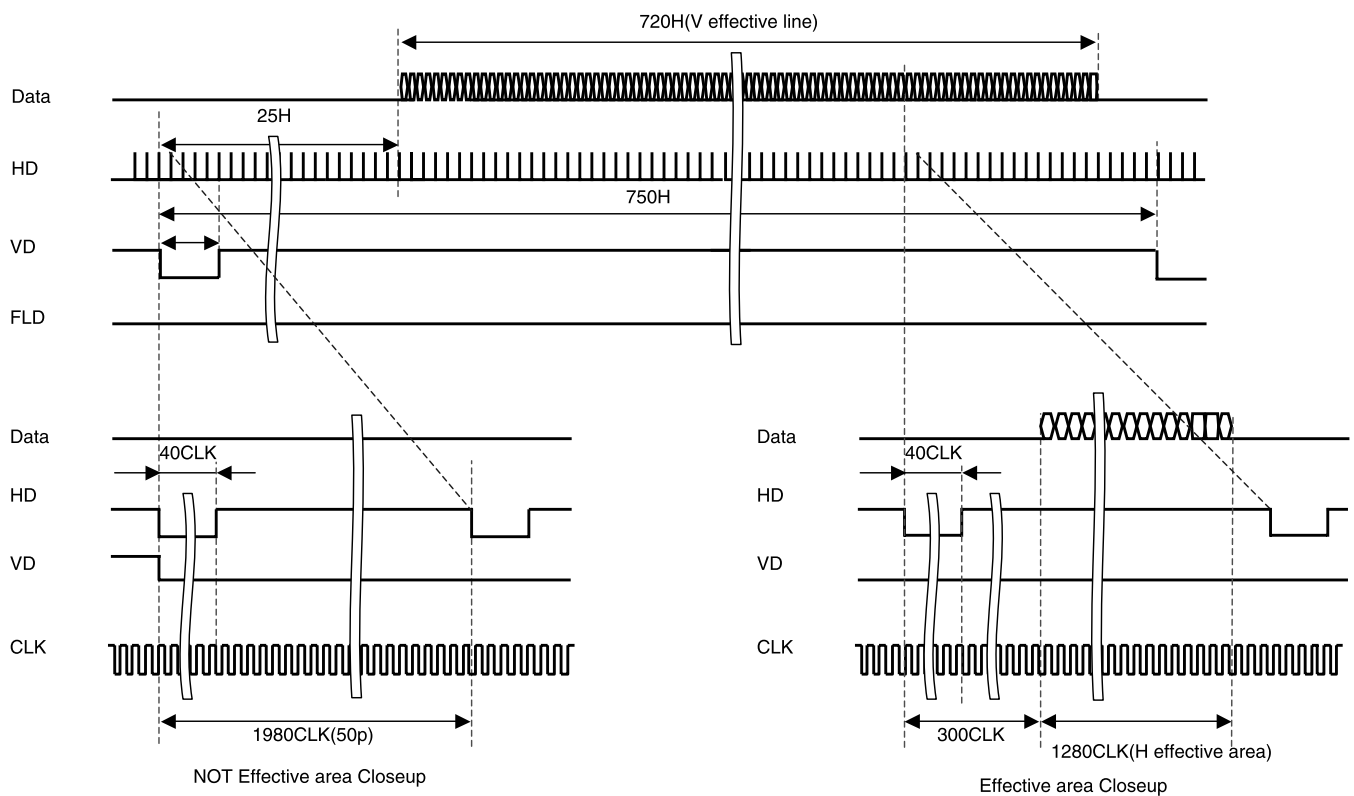 720H(V effective line)
Data
25H
HD
750H
VD
FLD
Data
40CLK
HD
VD
CLK
1980CLK(50p)
NOT Effective area Closeup
Data
40CLK
HD
VD
CLK
300CLK
1280CLK(H effective area)
Effective area Closeup